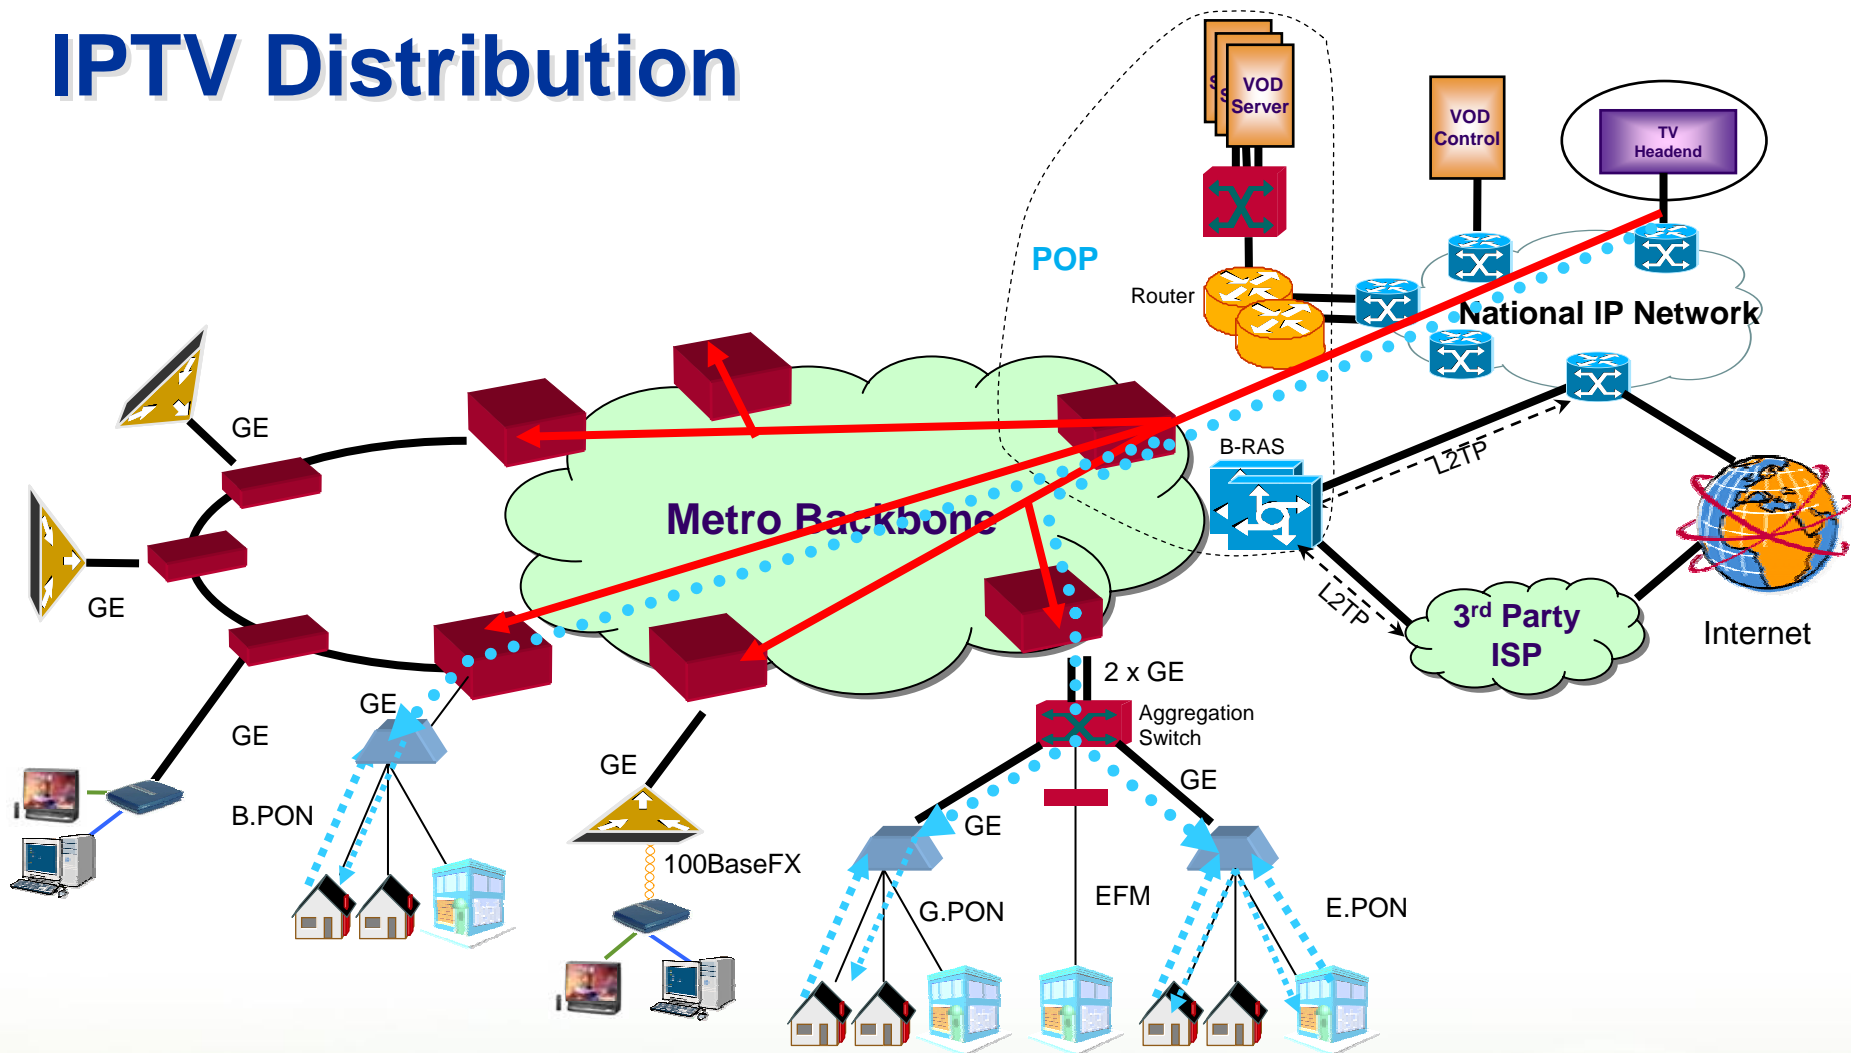 IPTV Distribution
S
S
VOD
Server
VOD
Control
TV
Headend
POP
Router
National IP Network
GE
B-RAS
L2TP
Metro Backbone
GE
L2TP
3rd Party
ISP
Internet
2 x GE
GE
Aggregation
Switch
GE
GE
GE
B.PON
GE
100BaseFX
G.PON
EFM
E.PON